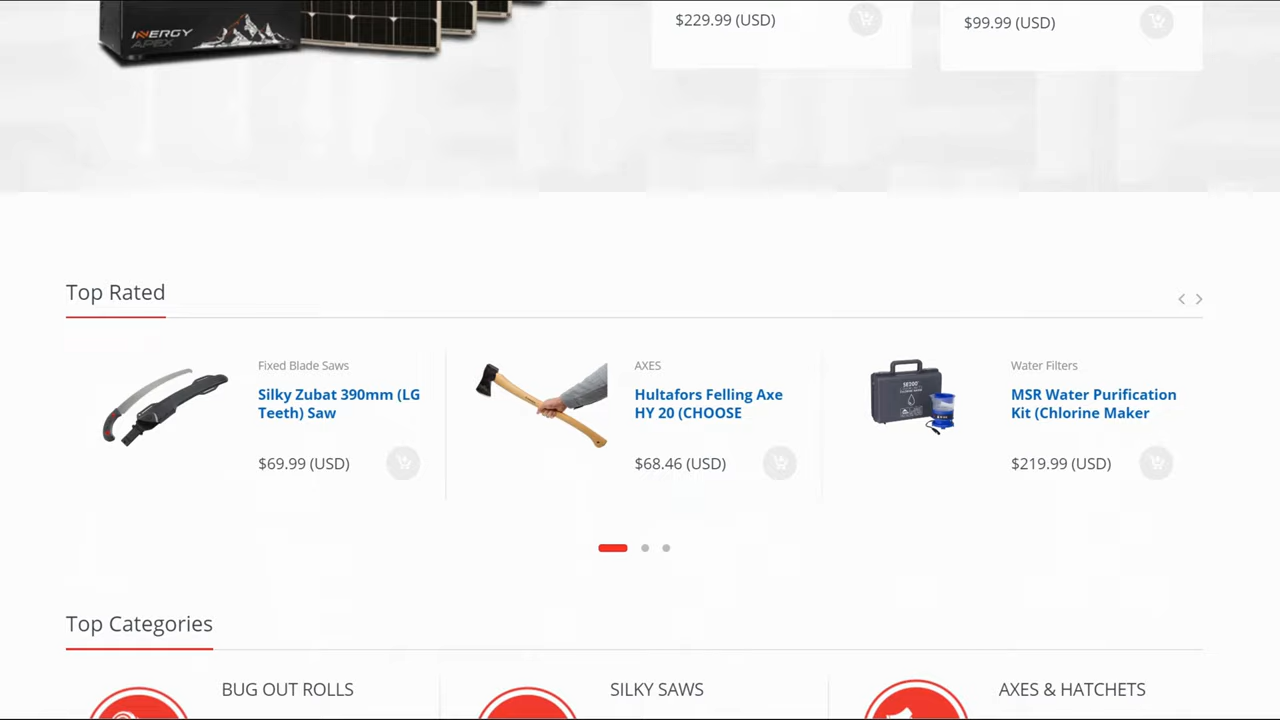 INERGY
APEX
$229.99 (USD)
$99.99 (USD)
Top Rated
Fixed Blade Saws
Silky Zubat 390mm (LG
Teeth) Saw
$69.99 (USD)
AXES
Hultafors Felling Axe
HY 20 (CHOOSE
$68.46 (USD)
Water Filters
MSR Water Purification
Kit (Chlorine Maker
$219.99 (USD)
Top Categories
BUG OUT ROLLS
SILKY SAWS
AXES & HATCHETS